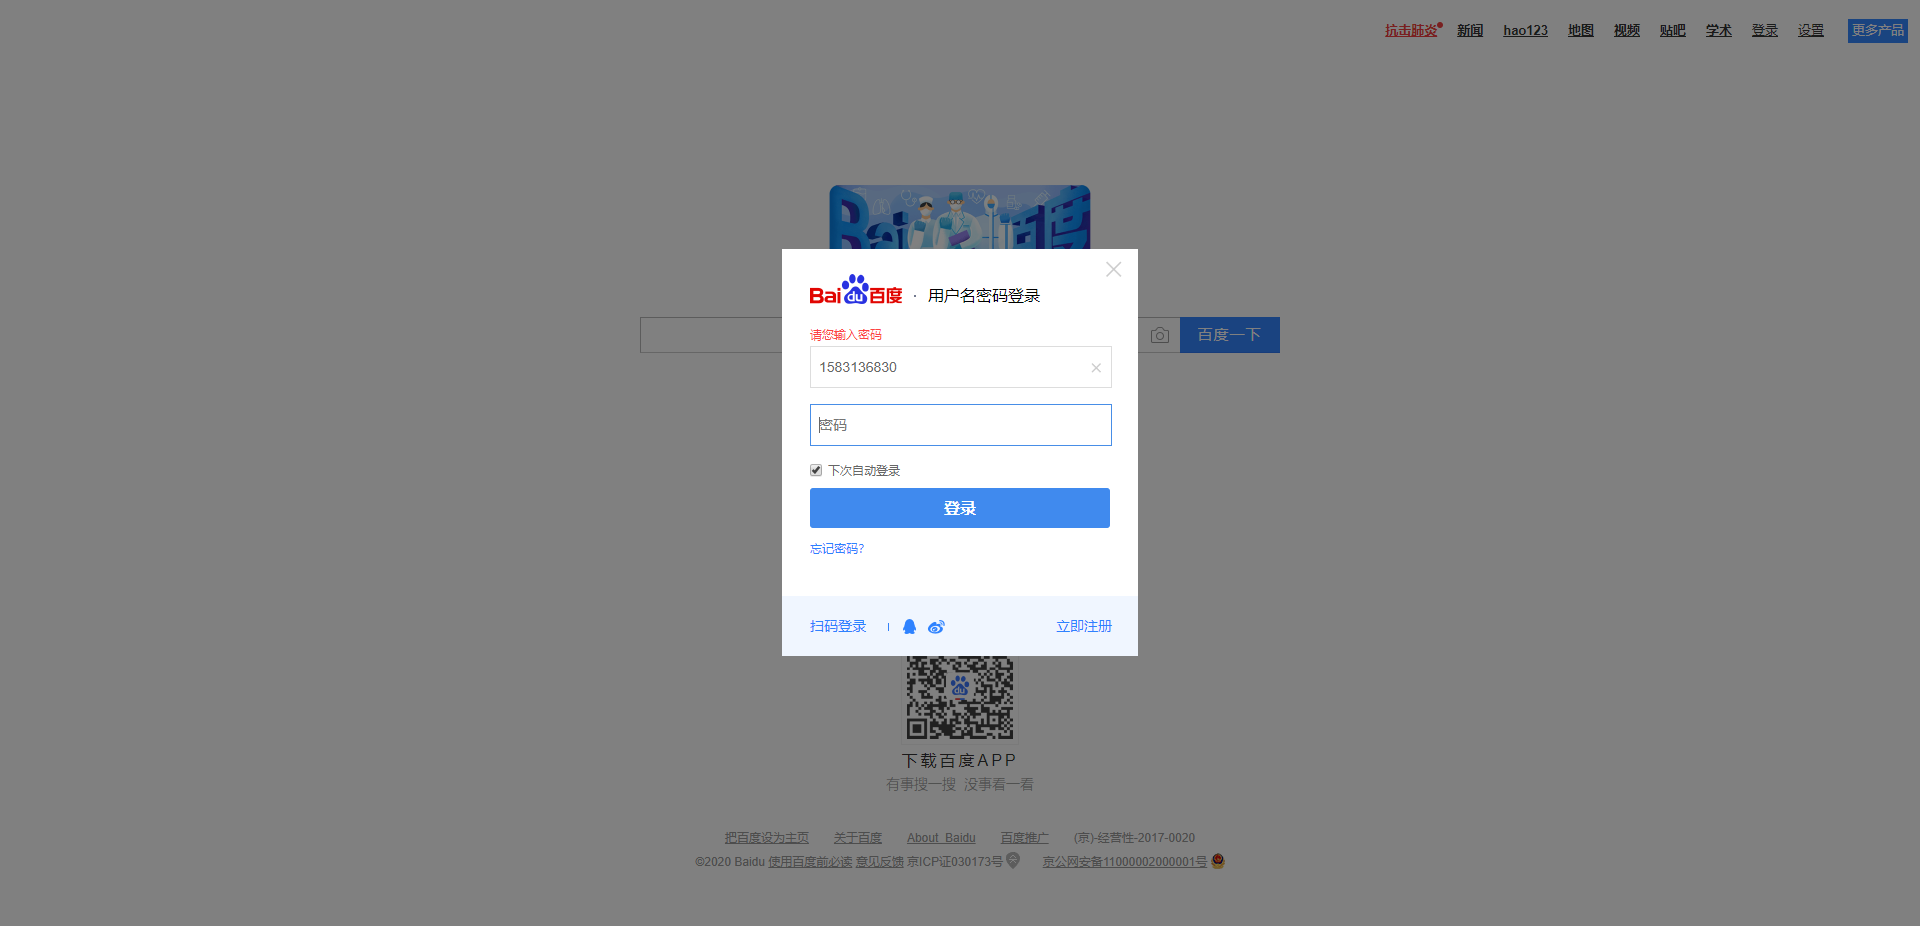 抗击肺炎 新闻 hao123 地图 视频 贴吧 学术 登录 设置 更多产品
Bai 百度
Bai du 百度 · 用户名密码登录
请您输入密码
1583136830
百度一下
密码
下次自动登录
登录
忘记密码?
扫码登录 立即注册
du
下载百度APP
有事搜一搜 没事看一看
把百度设为主页 关于百度 About Baidu 百度推广 (京)-经营性-2017-0020
©2020 Baidu 使用百度前必读 意见反馈 京ICP证030173号 京公网安备11000002000001号